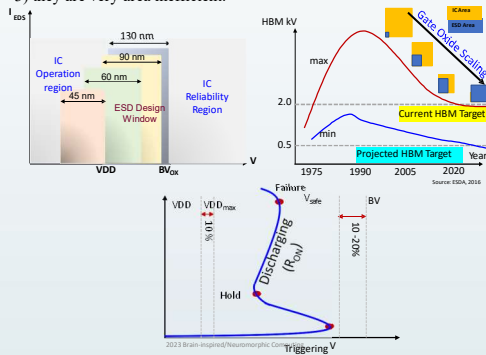 3) they are very area inefficient.
I EDS
130 nm
90 nm
60 nm
45 nm
IC
Operation
region
ESD Design
Window
IC
Reliability
Region
VDD
BVOX
V
HBM kV
max
min
2.0
0.5
Gate Oxide Scaling
IC Area
ESD Area
Current HBM Target
Projected HBM Target
1975
1990
2005
2020
Year
Source: ESDA, 2016
VDD
VDDmax
10%
Failure
Vsafe
BV
10 -20%
Discharging
(RON)
Hold
Triggering
V
2023 Brain-inspired/Neuromorphic Computing